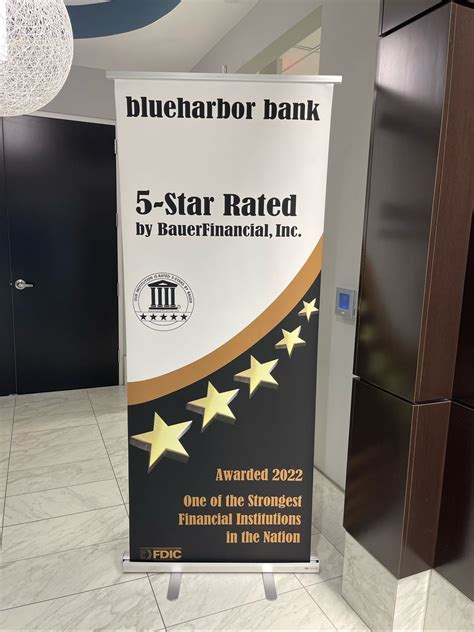 blueharbor bank
5-Star Rated
by BauerFinancial, Inc.
Awarded 2022
One of the Strongest
Financial Institutions
in the Nation
FDIC